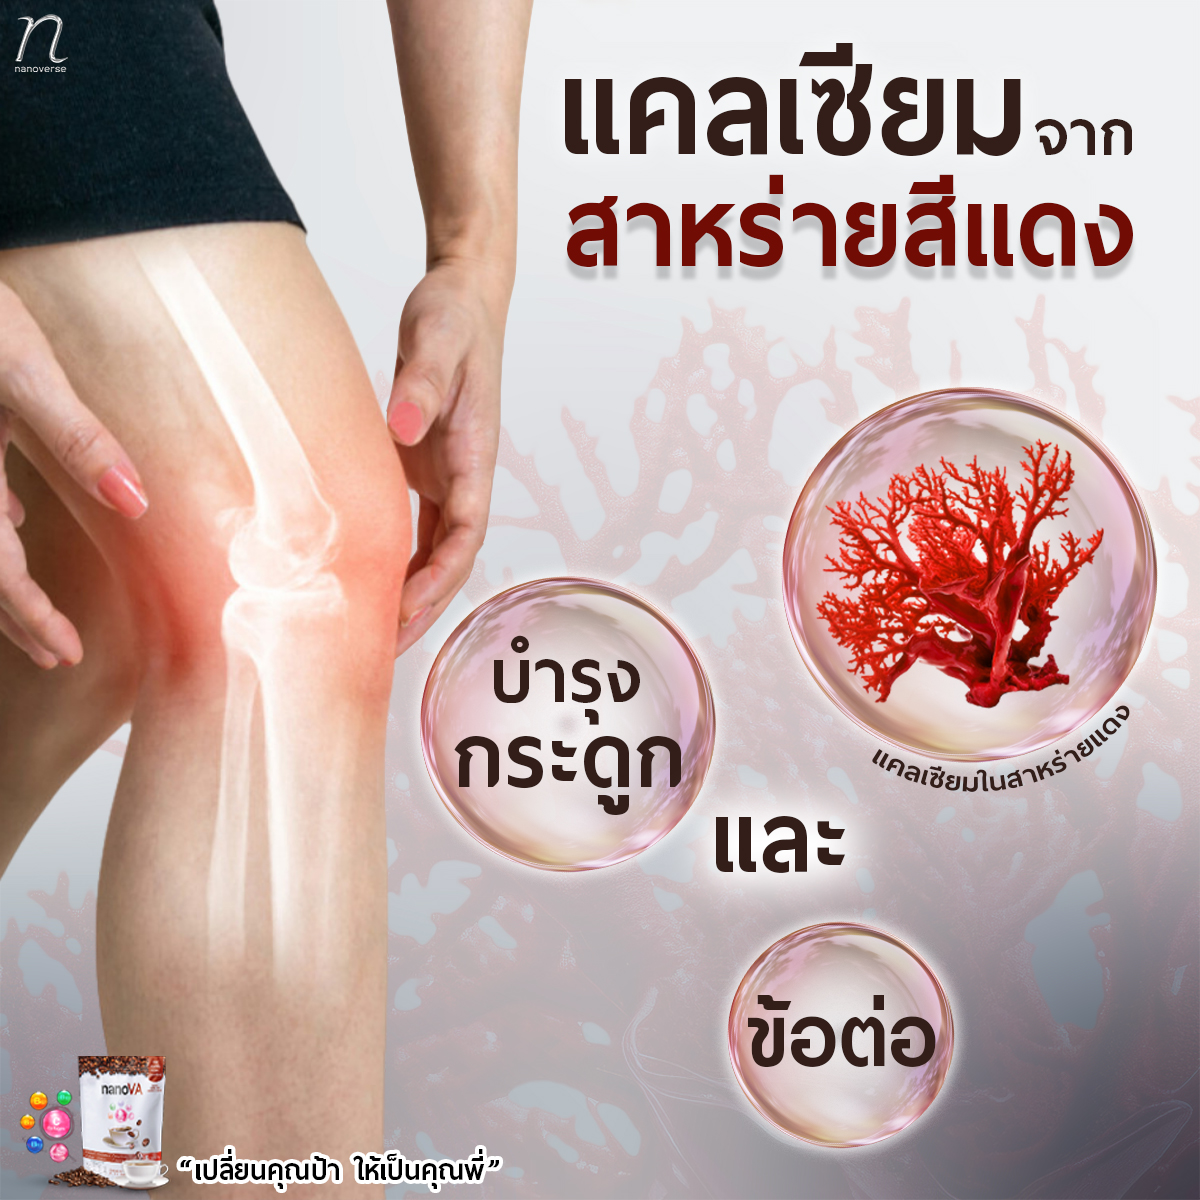 n
nanoverse
แคลเซียม จาก
สาหร่ายสีแดง
แคลเซียมในสาหร่ายแดง
บำรุง
กระดูก
และ
ข้อต่อ
nanoVA
“เปลี่ยนคุณป้า ให้เป็นคุณพี่”